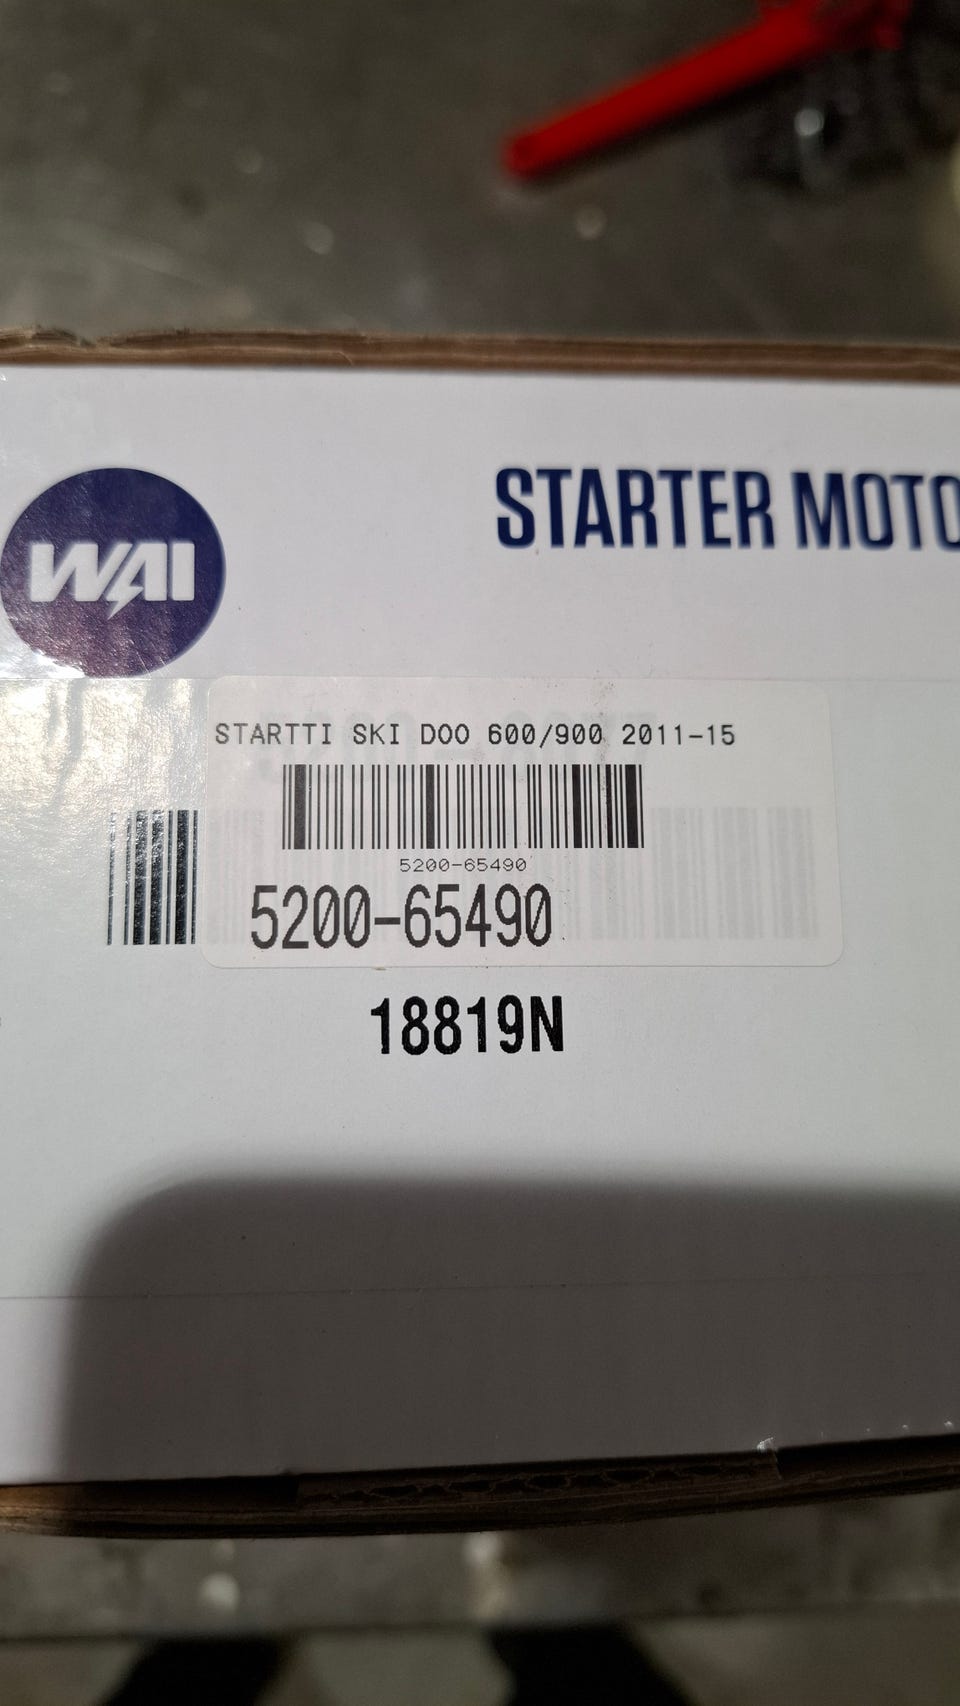 WAI
STARTER MOTO
STARTTI SKI DOO 600/900 2011-15
5200-65490
5200-65490
18819N